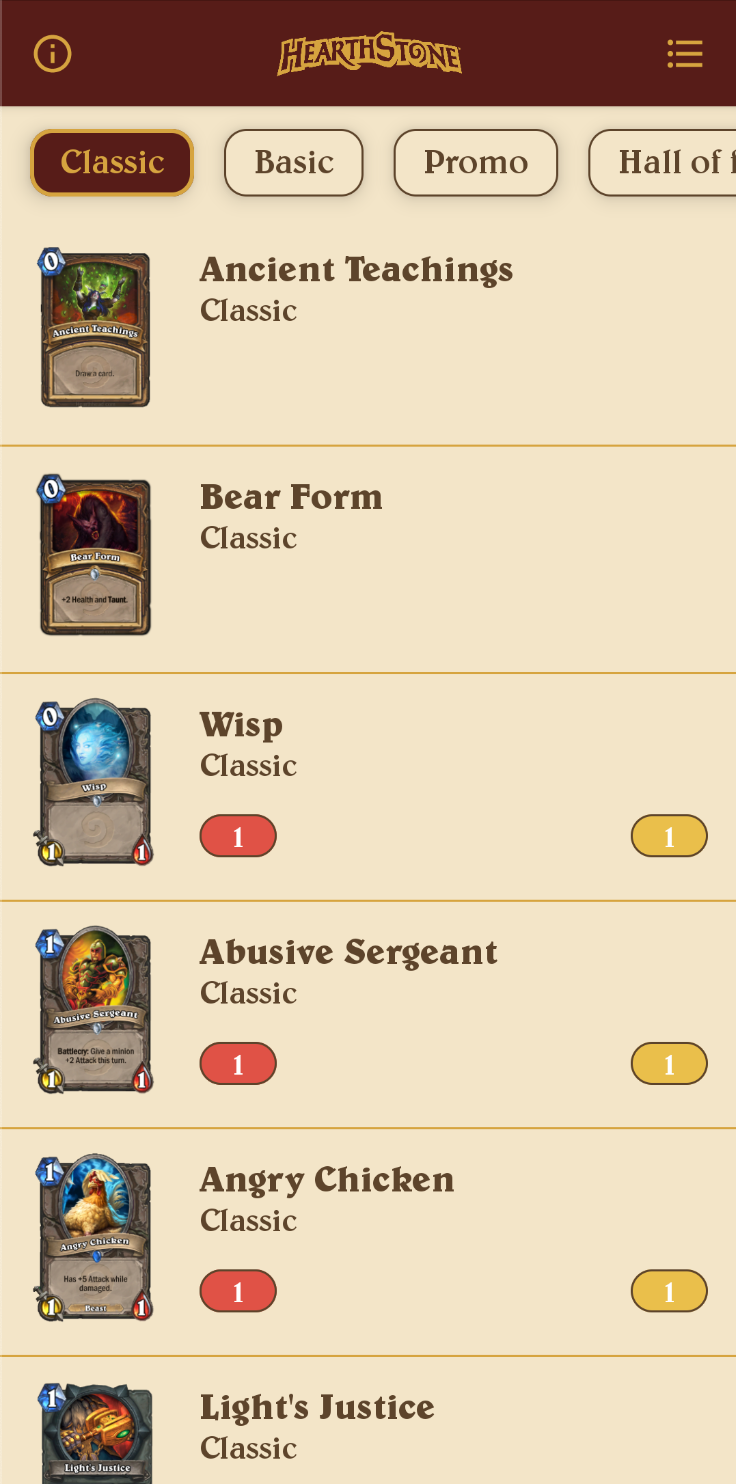 HEARTHSTONE
Classic
Basic
Promo
Hall of f
0
Ancient Teachings
Draw a card.
Ancient Teachings
Classic
0
Bear Form
+2 Health and Taunt.
Bear Form
Classic
0
Wisp
1
1
Wisp
Classic
1
1
1
Abusive Sergeant
Battlecry: Give a minion
+2 Attack this turn.
1
1
Abusive Sergeant
Classic
1
1
1
Angry Chicken
Has +5 Attack while
damaged.
Beast
1
1
Angry Chicken
Classic
1
1
1
Light's Justice
Light's Justice
Classic